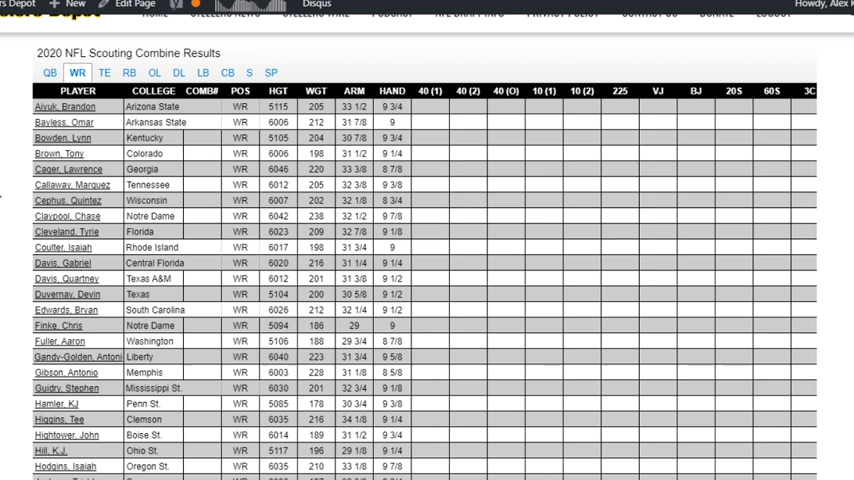 rs Depot New Edit Page Disqus Howdy, Alex K
HOME STEELERS NEWS STEELERS WIRE PODCAST NFL DRAFT INFO PRIVACY POLICY CONTACT US DONATE LOGOUT
2020 NFL Scouting Combine Results
QB WR TE RB OL DL LB CB S SP
PLAYER COLLEGE COMB# POS HGT WGT ARM HAND 40 (1) 40 (2) 40 (O) 10 (1) 10 (2) 225 VJ BJ 20S 60S 3C
Aiyuk, Brandon Arizona State WR 5115 205 33 1/2 9 3/4
Bayless, Omar Arkansas State WR 6006 212 31 7/8 9
Bowden, Lynn Kentucky WR 5105 204 30 7/8 9 3/4
Brown, Tony Colorado WR 6006 198 31 1/2 9 1/4
Cager, Lawrence Georgia WR 6046 220 33 3/8 8 7/8
Callaway, Marquez Tennessee WR 6012 205 32 3/8 9 3/8
Cephus, Quintez Wisconsin WR 6007 202 32 1/8 8 3/4
Claypool, Chase Notre Dame WR 6042 238 32 1/2 9 7/8
Cleveland, Tyrie Florida WR 6023 209 32 7/8 9 1/8
Coulter, Isaiah Rhode Island WR 6017 198 31 3/4 9
Davis, Gabriel Central Florida WR 6020 216 31 1/4 9 1/4
Davis, Quartney Texas A&M WR 6012 201 31 3/8 9 1/2
Duvernay, Devin Texas WR 5104 200 30 5/8 9 1/2
Edwards, Bryan South Carolina WR 6026 212 32 1/4 9 1/2
Finke, Chris Notre Dame WR 5094 186 29 9
Fuller, Aaron Washington WR 5106 188 29 3/4 8 7/8
Gandy-Golden, Antoni Liberty WR 6040 223 31 3/4 9 5/8
Gibson, Antonio Memphis WR 6003 228 31 1/8 8 5/8
Guidry, Stephen Mississippi St. WR 6030 201 32 3/4 9 1/8
Hamler, KJ Penn St. WR 5085 178 30 3/4 9 3/8
Higgins, Tee Clemson WR 6035 216 34 1/8 9 1/4
Hightower, John Boise St. WR 6014 189 31 1/2 9 3/4
Hill, K.J. Ohio St. WR 5117 196 29 1/8 9 1/4
Hodgins, Isaiah Oregon St. WR 6035 210 33 1/8 9 7/8